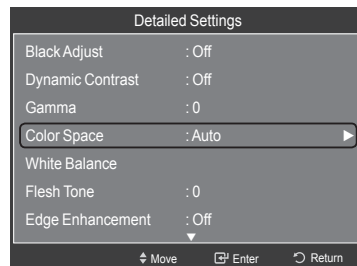 Detailed Settings
Black Adjust : Off
Dynamic Contrast : Off
Gamma : 0
Color Space : Auto
White Balance
Flesh Tone : 0
Edge Enhancement : Off
Move Enter Return